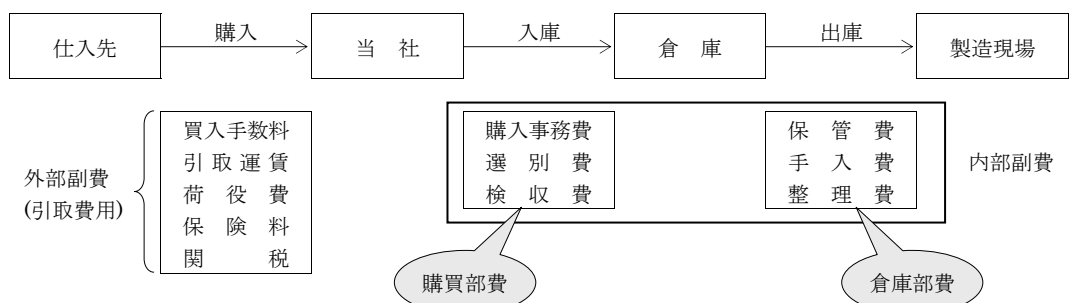 購入
入庫
出庫
仕入先
当社
倉庫
製造現場
外部副費
(引取費用)
買入手数料
引取運賃
荷役費
保険料
関税
購入事務費
選別費
検収費
保管費
手入費
整理費
内部副費
購買部費
倉庫部費